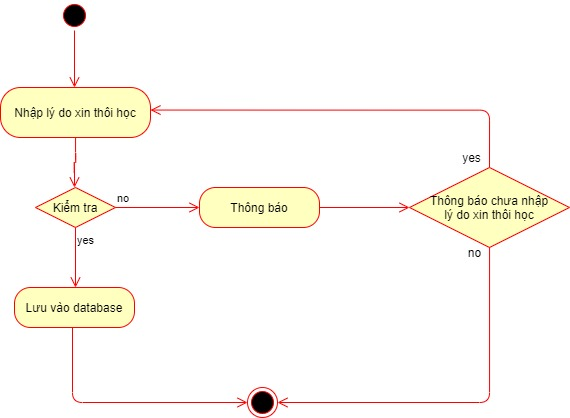 Nhập lý do xin thôi học
yes
Kiểm tra
no
Thông báo
Thông báo chưa nhập
lý do xin thôi học
yes
no
Lưu vào database